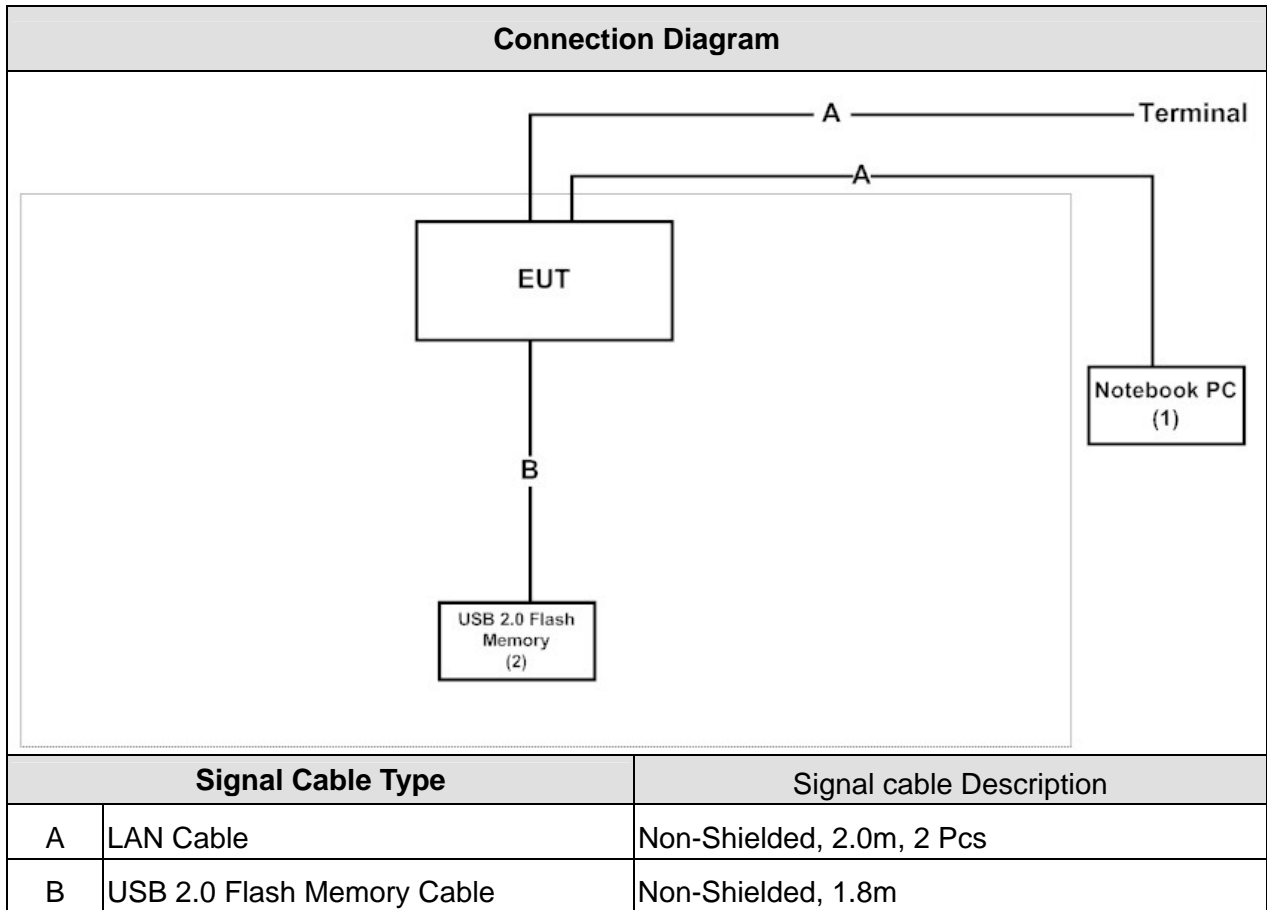 Connection Diagram
A
Terminal
A
EUT
Notebook PC
(1)
B
USB 2.0 Flash
Memory
(2)
Signal Cable Type
Signal cable Description
A
LAN Cable
Non-Shielded, 2.0m, 2 Pcs
B
USB 2.0 Flash Memory Cable
Non-Shielded, 1.8m